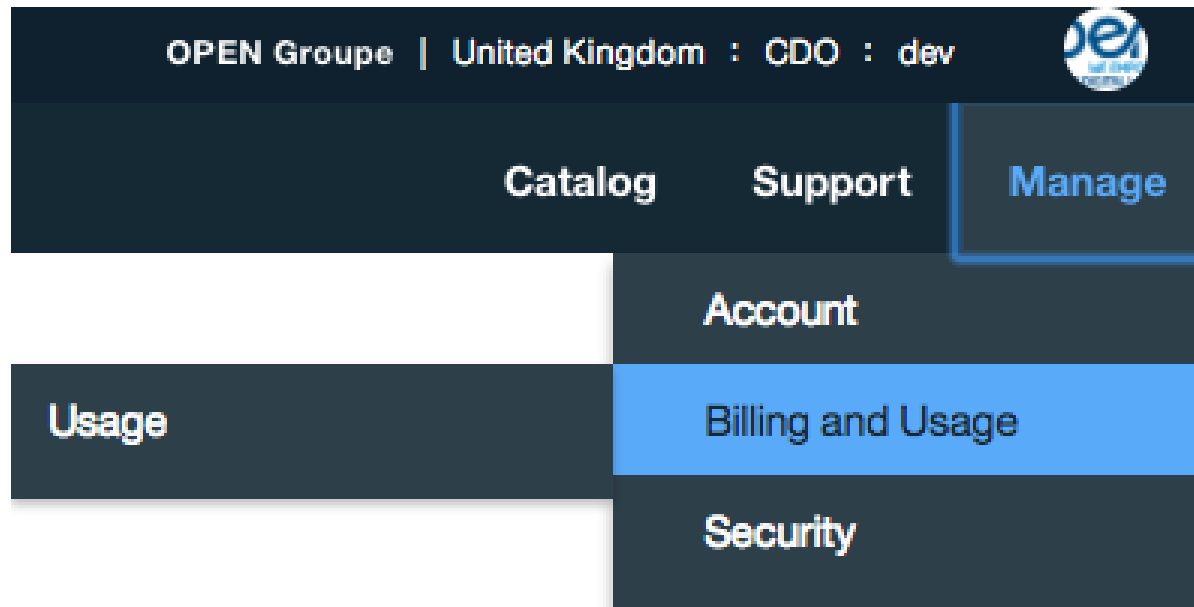 OPEN Groupe | United Kingdom : CDO : dev
Catalog Support Manage
Account
Usage Billing and Usage
Security